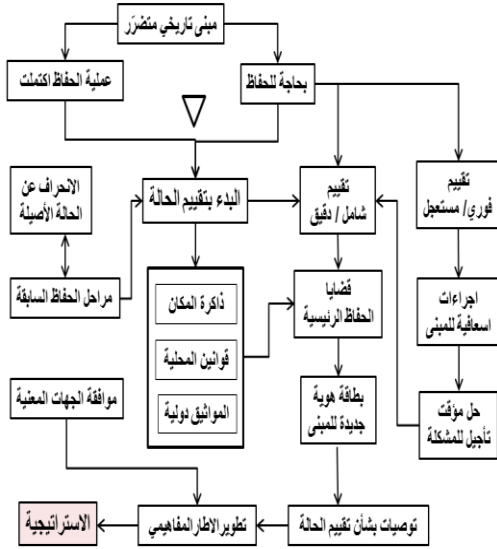 مبنى تاريخي متضرّر
عملية الحفاظ اكتملت
بحاجة للحفاظ
الانحراف عن
الحالة الأصيلة
البدء بتقييم الحالة
تقييم
شامل / دقيق
تقييم
فوري/ مستعجل
مراحل الحفاظ السابقة
ذاكرة المكان
قوانين المحلية
المواثيق دولية
قضايا
الحفاظ الرئيسية
اجراءات
اسعافية للمبنى
موافقة الجهات المعنية
بطاقة هوية
جديدة للمبنى
حل مؤقت
تأجيل للمشكلة
توصيات بشأن تقييم الحالة
تطوير الاطار المفاهيمي
الاستراتيجية